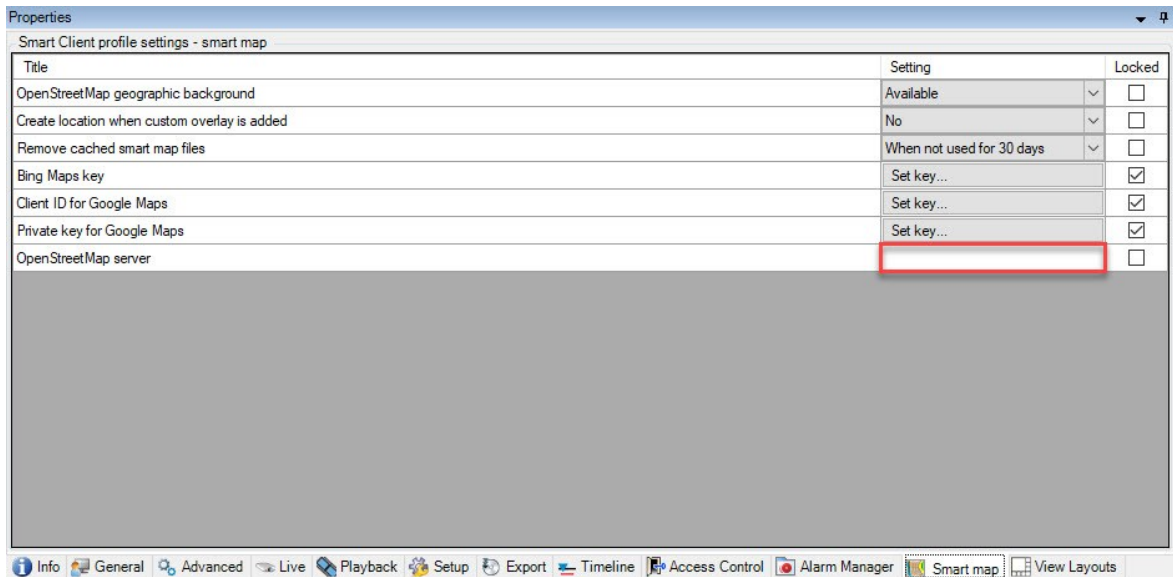 Properties
Smart Client profile settings - smart map
Title Setting Locked
OpenStreetMap geographic background Available
Create location when custom overlay is added No
Remove cached smart map files When not used for 30 days
Bing Maps key Set key...
Client ID for Google Maps Set key...
Private key for Google Maps Set key...
OpenStreetMap server
Info General Advanced Live Playback Setup Export Timeline Access Control Alarm Manager Smart map View Layouts